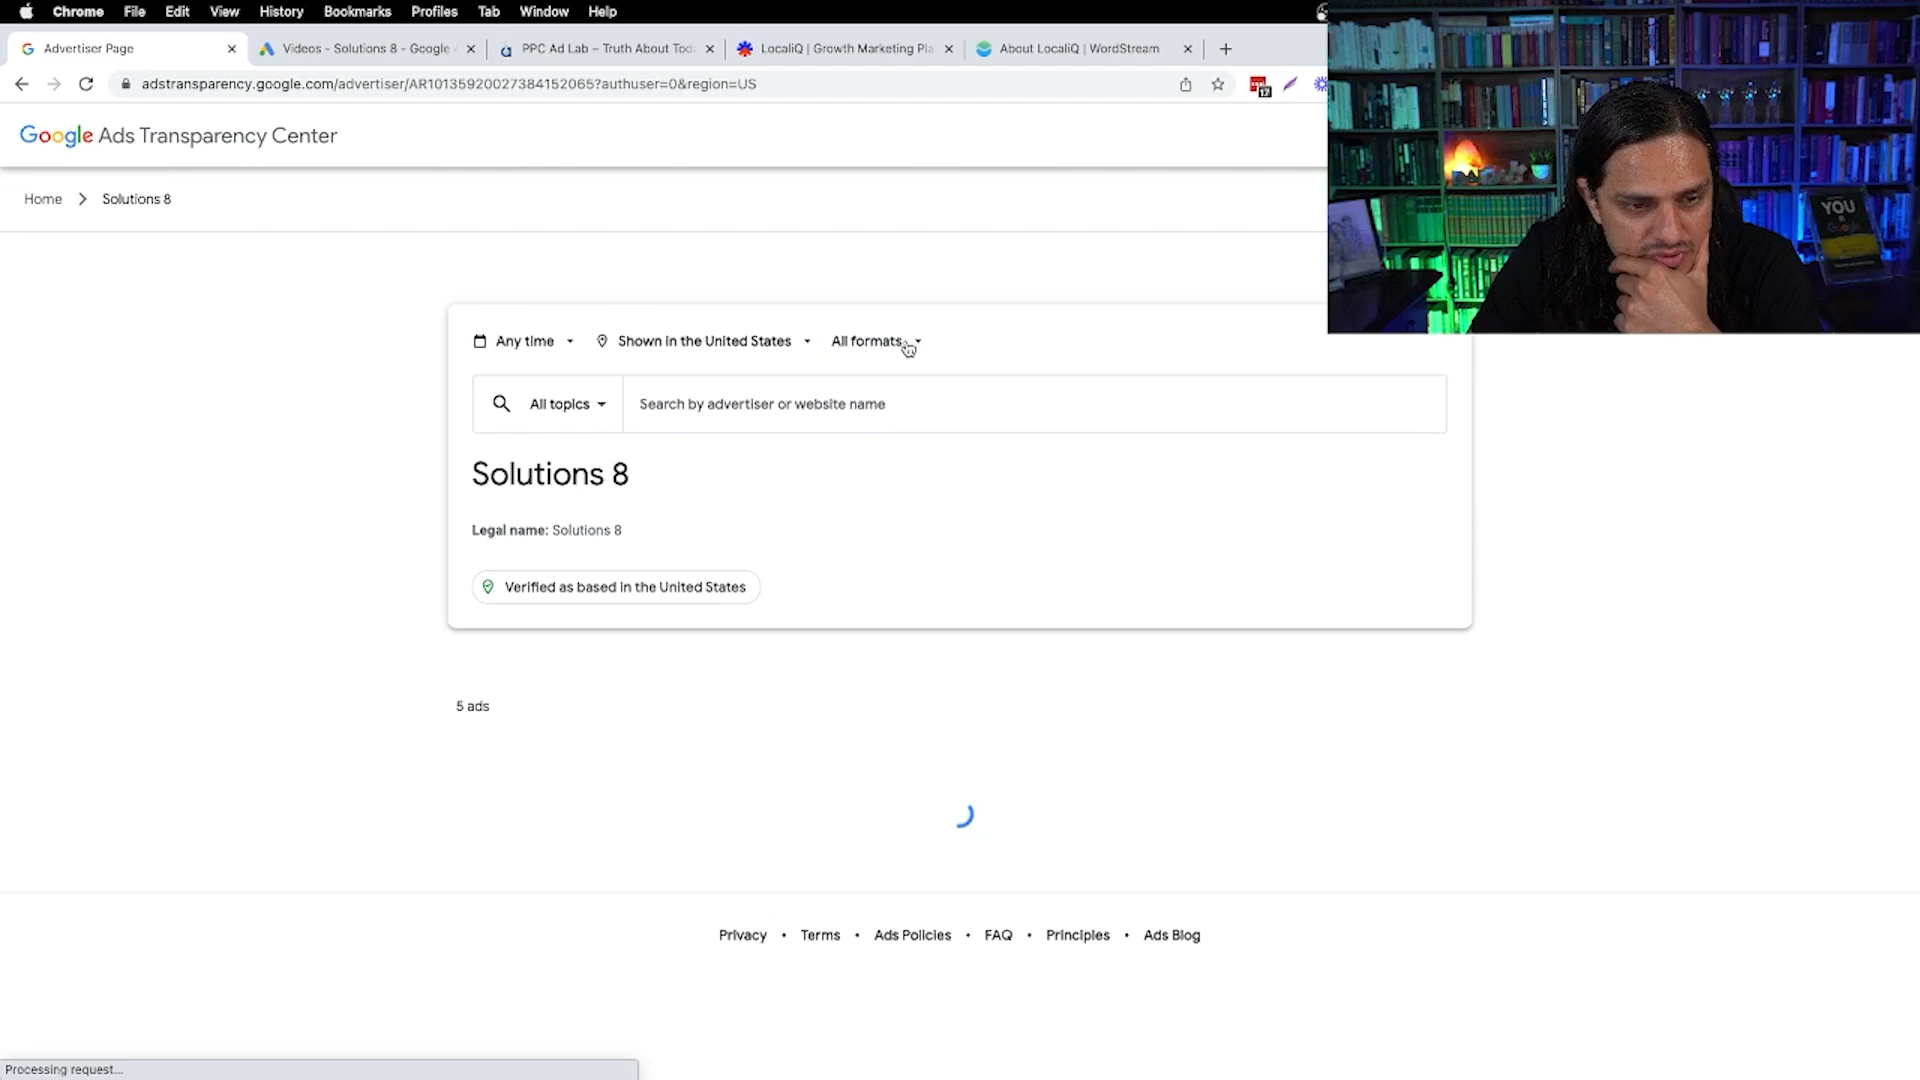 Chrome File Edit View History Bookmarks Profiles Tab Window Help
Advertiser Page
Videos - Solutions 8 - Google
PPC Ad Lab – Truth About Tod
LocaliQ | Growth Marketing Pla
About LocaliQ | WordStream
adstransparency.google.com/advertiser/AR10135920027384152065?authuser=0&region=US
17
Google Ads Transparency Center
Home Solutions 8
YOU
Google
Any time Shown in the United States All formats
All topics Search by advertiser or website name
Solutions 8
Legal name: Solutions 8
Verified as based in the United States
5 ads
Privacy • Terms • Ads Policies • FAQ • Principles • Ads Blog
Processing request...